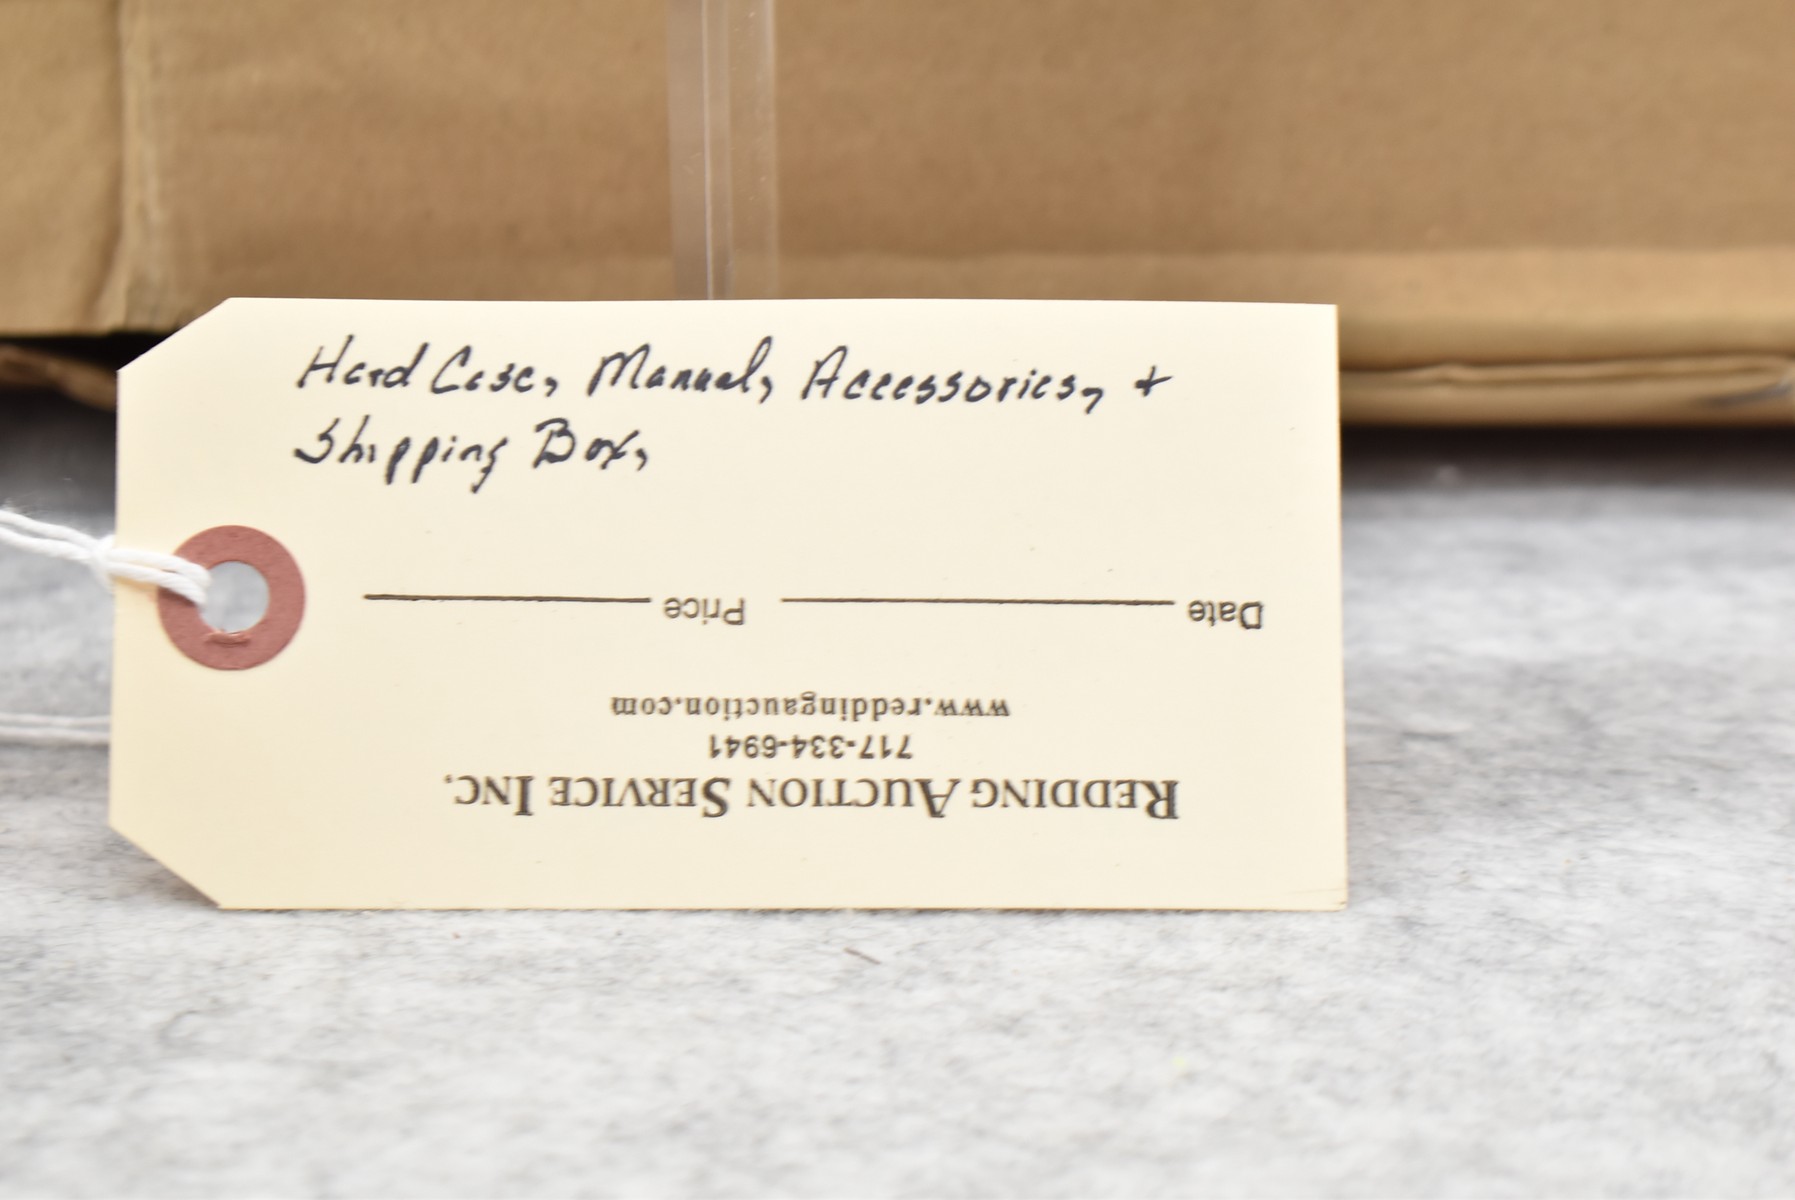 Hard Case, Manual, Accessories, +
Shipping Box,
REDDING AUCTION SERVICE INC.
717-334-6941
www.reddingauction.com
Date Price